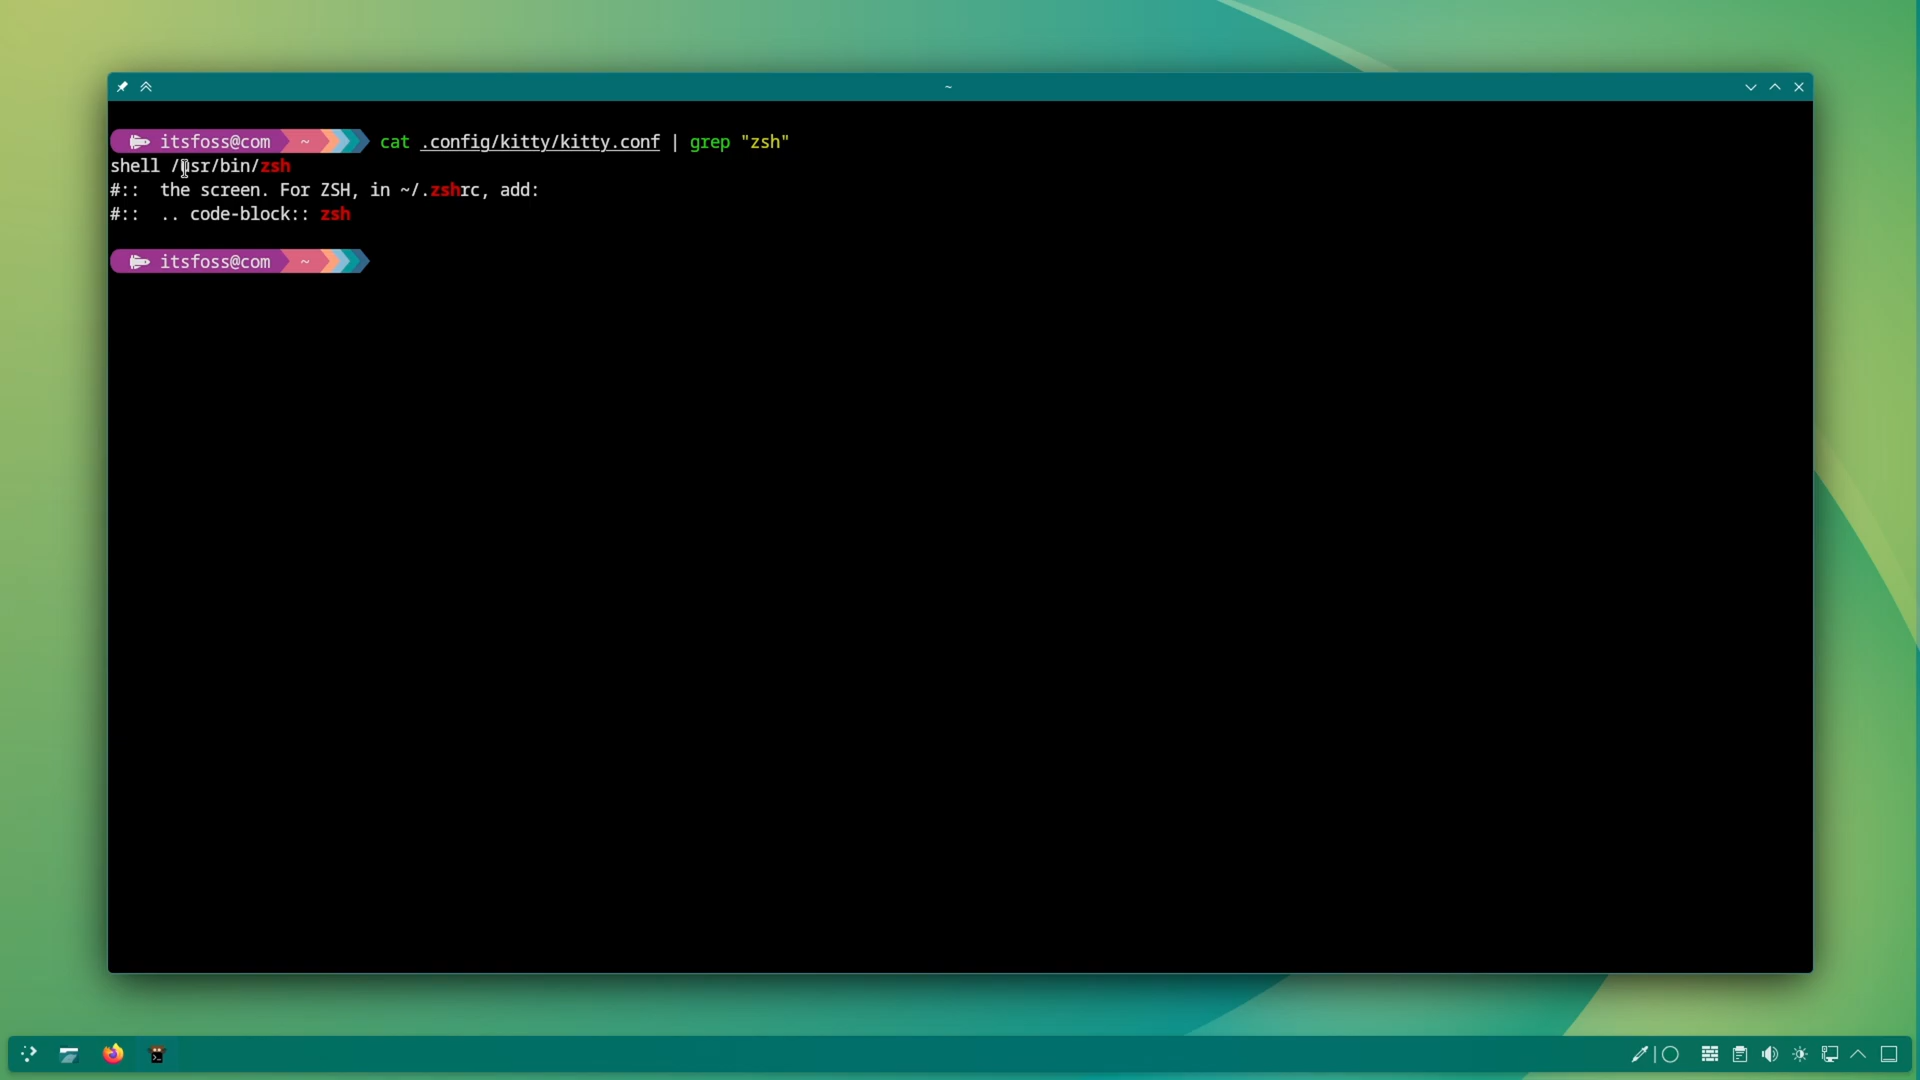 ~
itsfoss@com ~ cat .config/kitty/kitty.conf | grep "zsh"
shell /usr/bin/zsh
#::  the screen. For ZSH, in ~/.zshrc, add:
#::  .. code-block:: zsh
itsfoss@com ~